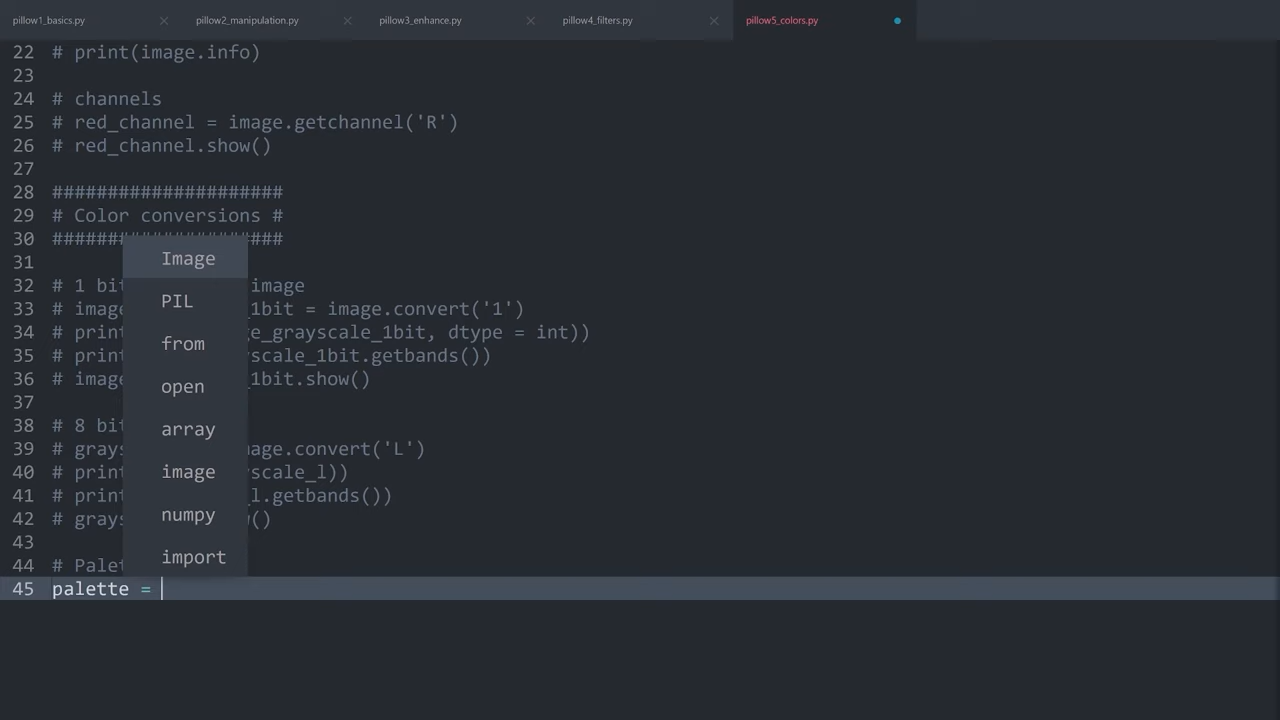 pillow1_basics.py pillow2_manipulation.py pillow3_enhance.py pillow4_filters.py pillow5_colors.py
22 # print(image.info)
23
24 # channels
25 # red_channel = image.getchannel('R')
26 # red_channel.show()
27
28 #####################
29 # Color conversions #
30 #####################
31
32 # 1 bit image
33 # image _1bit = image.convert('1')
34 # print e_grayscale_1bit, dtype = int))
35 # print scale_1bit.getbands())
36 # image _1bit.show()
37
38 # 8 bit
39 # grays mage.convert('L')
40 # print scale_l))
41 # print l.getbands())
42 # grays ()
43
44 # Palet
45 palette =
Image
PIL
from
open
array
image
numpy
import